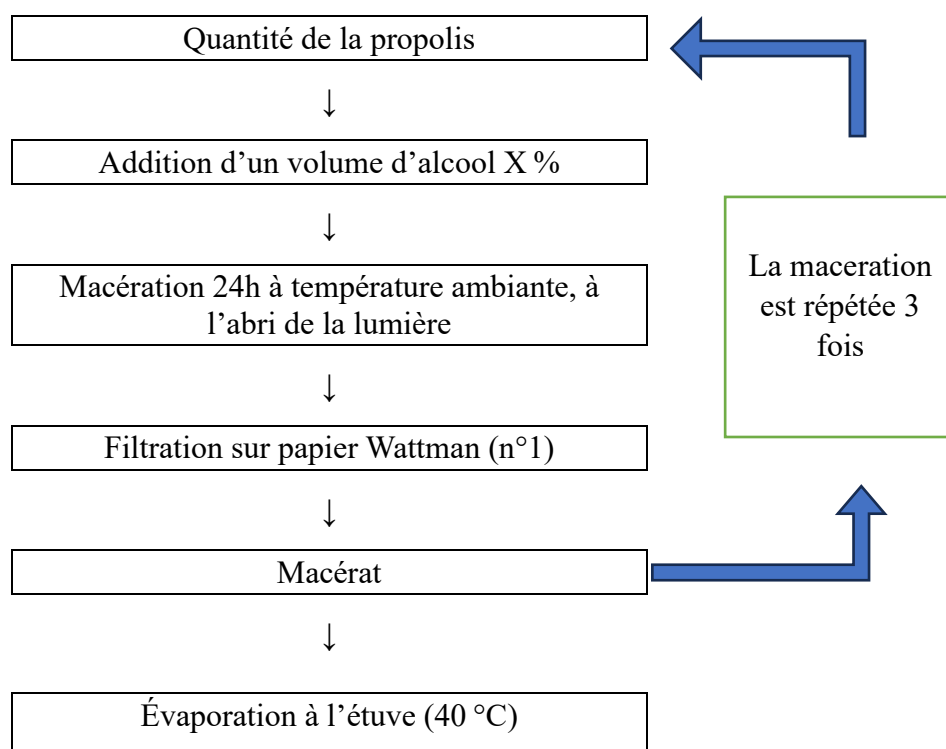 Quantité de la propolis
↓
Addition d'un volume d'alcool X %
↓
Macération 24h à température ambiante, à
l'abri de la lumière
↓
Filtration sur papier Wattman (n°1)
↓
Macérat
↓
Évaporation à l'étuve (40 °C)
La maceration
est répétée 3
fois